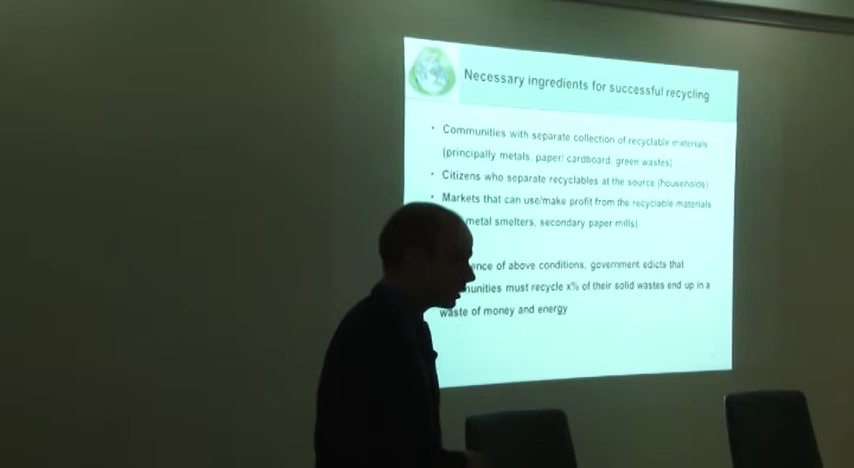 Necessary ingredients for successful recycling
• Communities with separate collection of recyclable materials
(principally metals, paper/ cardboard, green wastes)
• Citizens who separate recyclables at the source (households)
• Markets that can use/make profit from the recyclable materials
metal smelters, secondary paper mills)
of above conditions, government edicts that
must recycle x% of their solid wastes end up in a
waste of money and energy